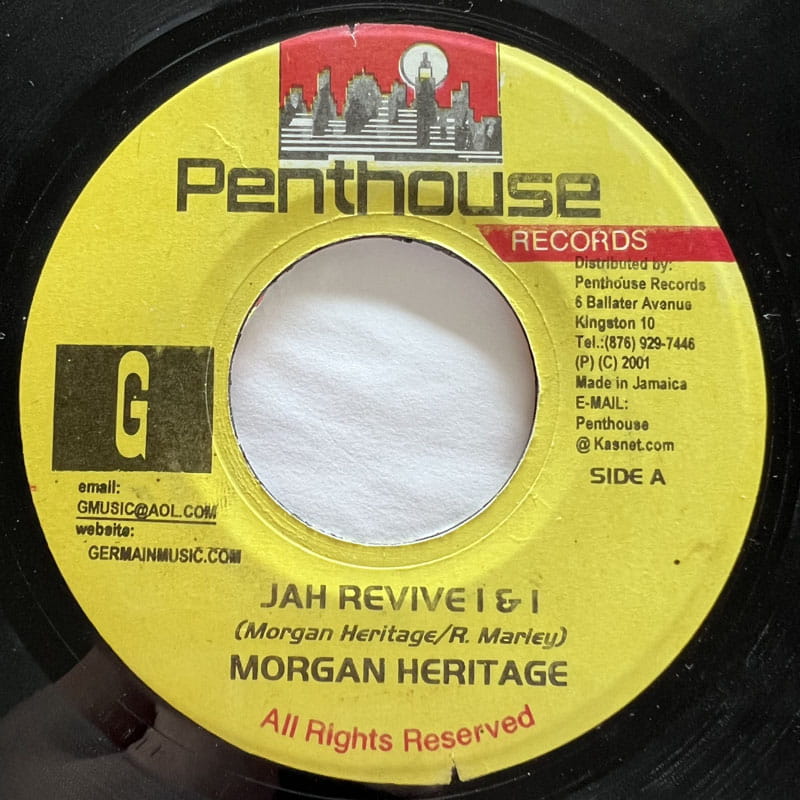 Penthouse
RECORDS
Distributed by:
Penthouse Records
6 Ballater Avenue
Kingston 10
Tel.:(876) 929-7446
(P) (C) 2001
Made in Jamaica
E-MAIL:
Penthouse
@ Kasnet.com
SIDE A
G
email:
GMUSIC@AOL.COM
website:
GERMAINMUSIC.COM
JAH REVIVE I & I
(Morgan Heritage/R. Marley)
MORGAN HERITAGE
All Rights Reserved